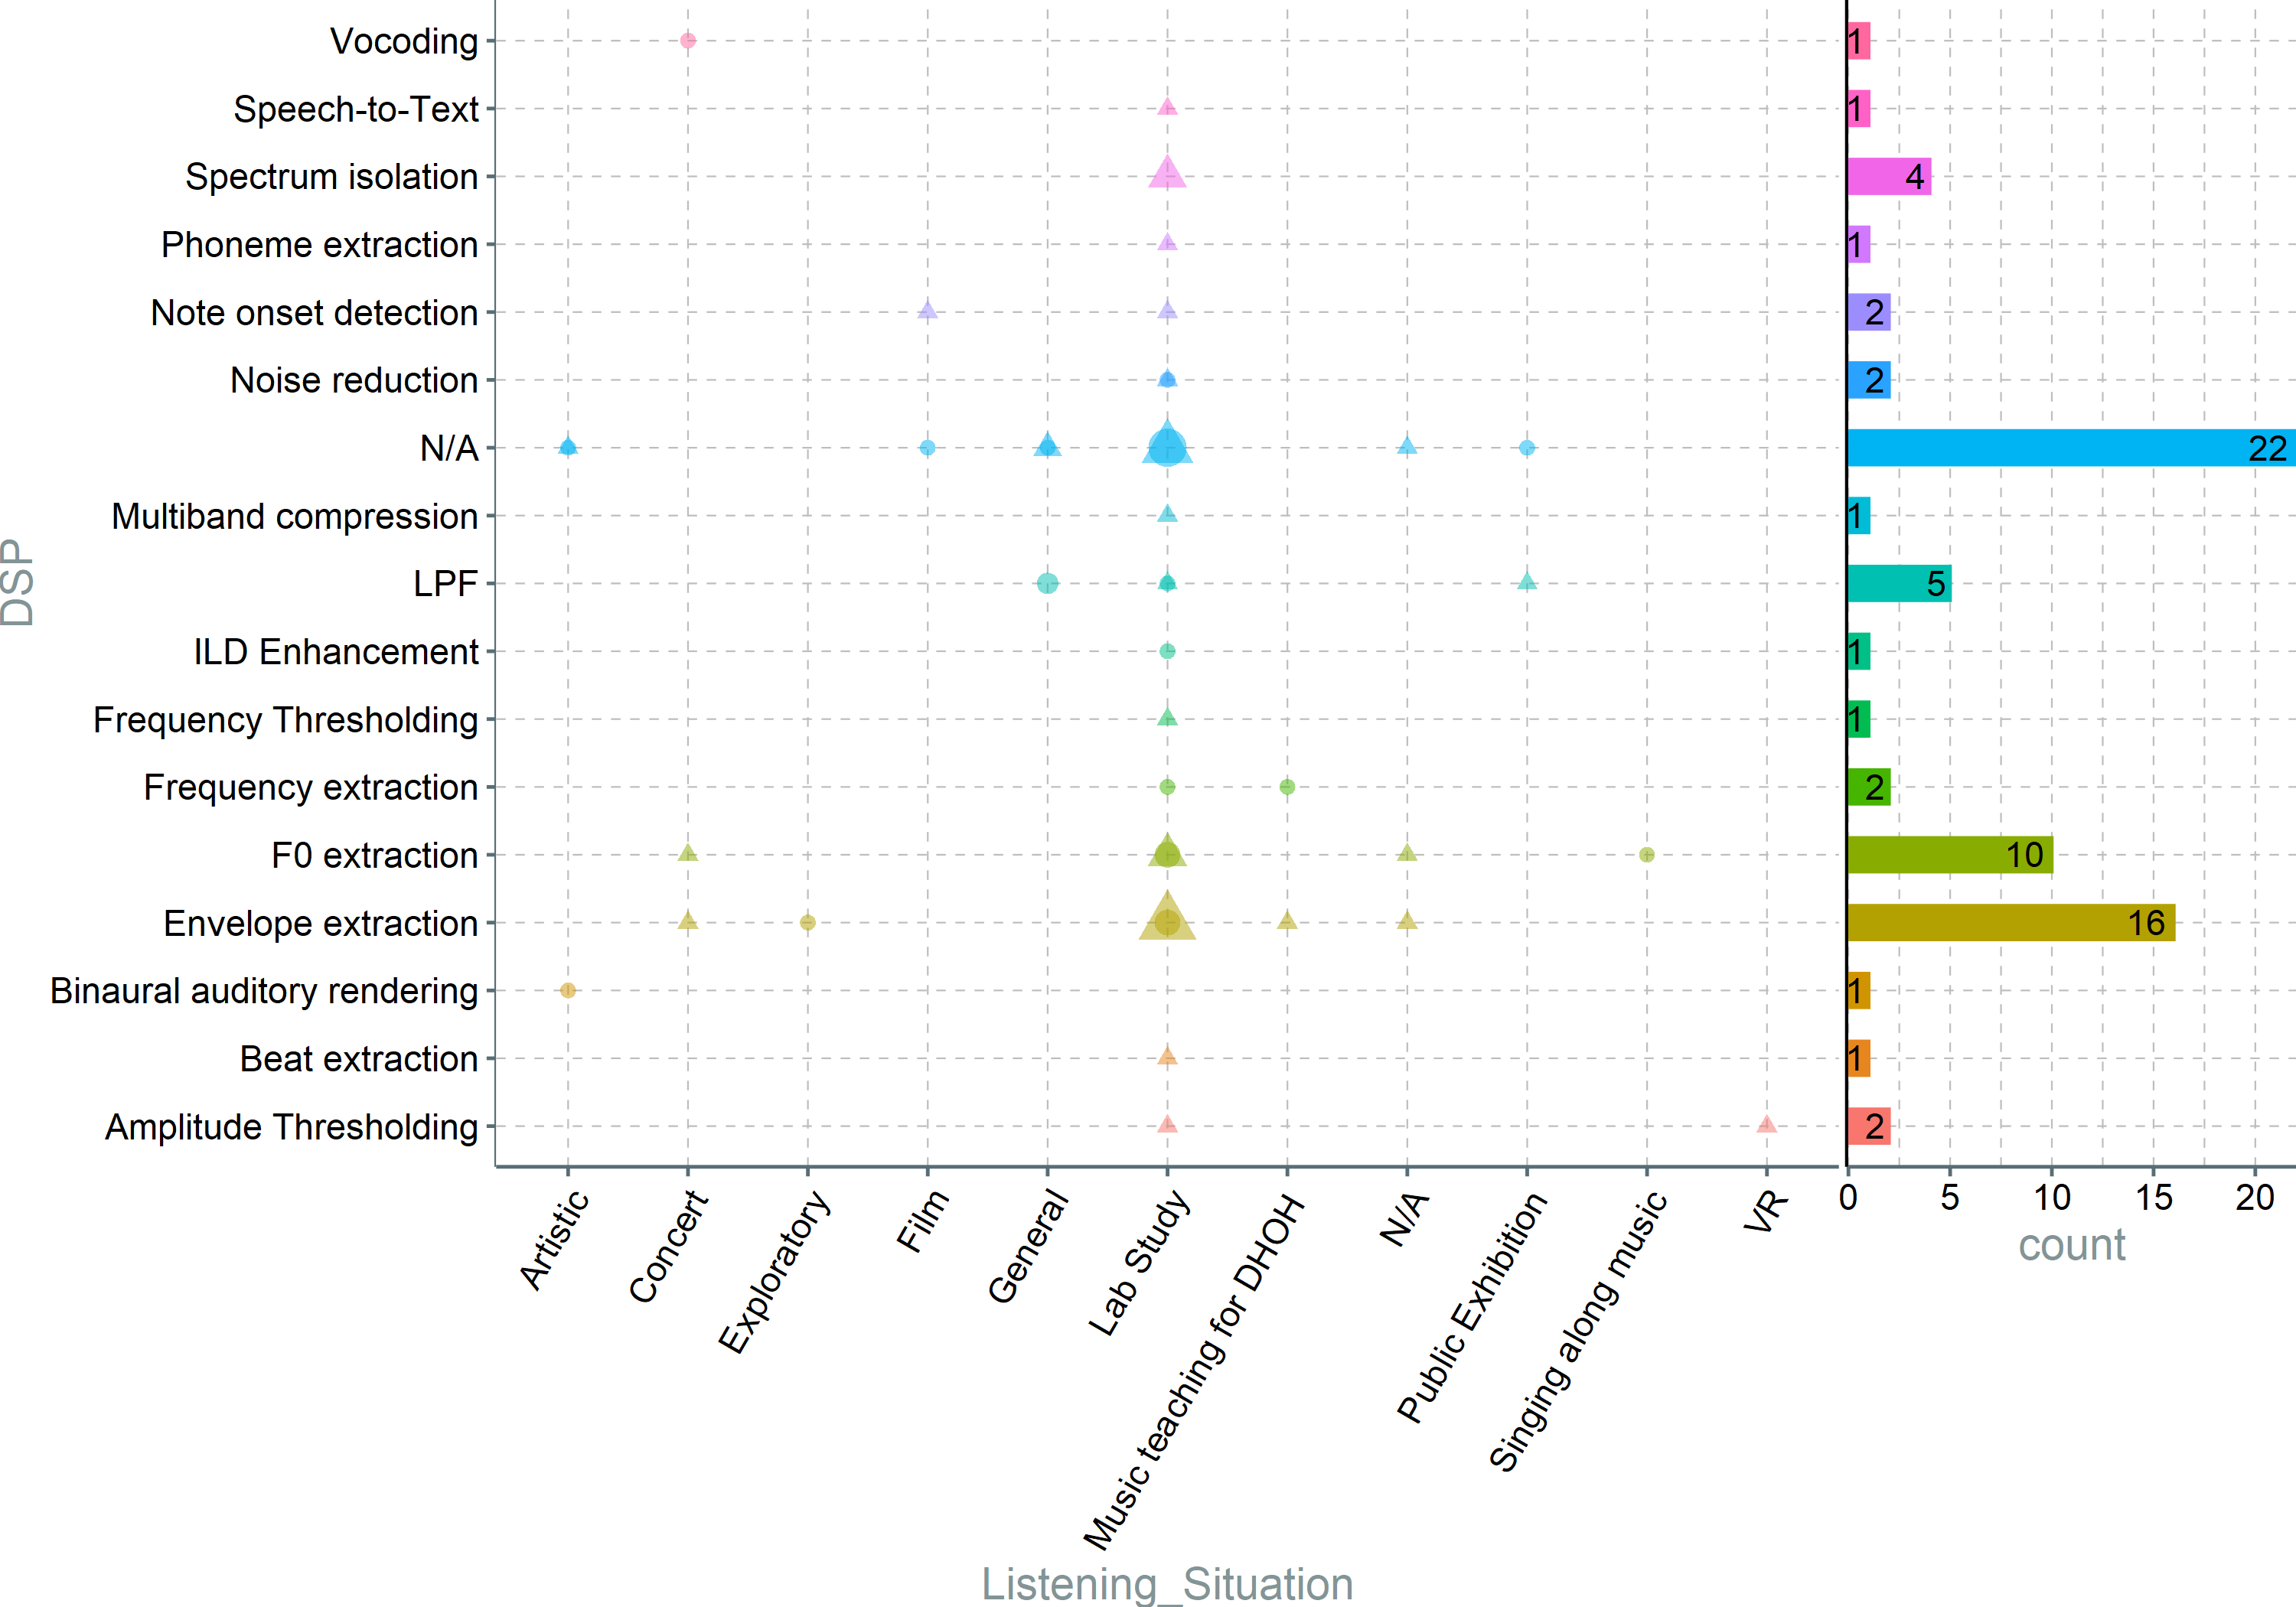 DSP
Vocoding 1
Speech-to-Text 1
Spectrum isolation 4
Phoneme extraction 1
Note onset detection 2
Noise reduction 2
N/A 22
Multiband compression 1
LPF 5
ILD Enhancement 1
Frequency Thresholding 1
Frequency extraction 2
F0 extraction 10
Envelope extraction 16
Binaural auditory rendering 1
Beat extraction 1
Amplitude Thresholding 2
Artistic
Concert
Exploratory
Film
General
Lab Study
Music teaching for DHOH
N/A
Public Exhibition
Singing along music
VR
Listening_Situation
0 5 10 15 20
count